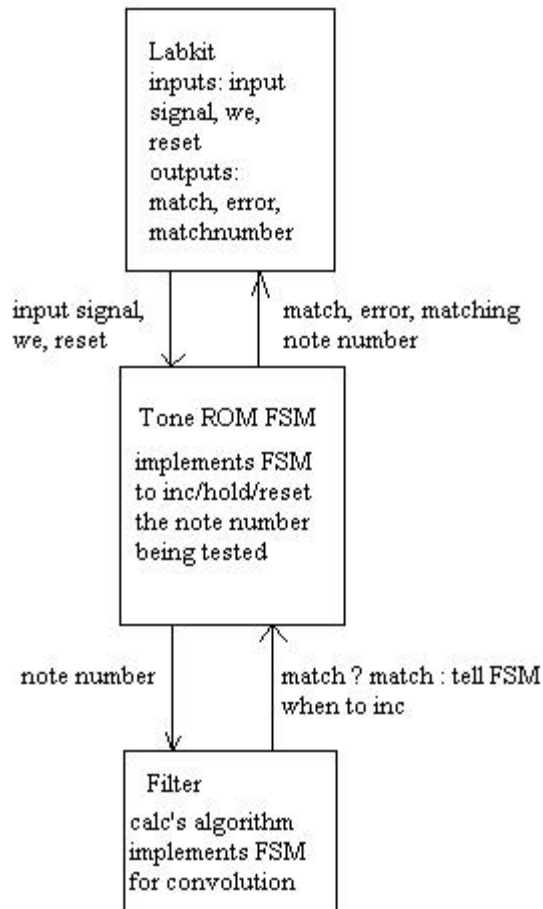 Labkit
inputs: input
signal, we,
reset
outputs:
match, error,
matchnumber
input signal,
we, reset
match, error, matching
note number
Tone ROM FSM
implements FSM
to inc/hold/reset
the note number
being tested
note number
match ? match : tell FSM
when to inc
Filter
calc's algorithm
implements FSM
for convolution